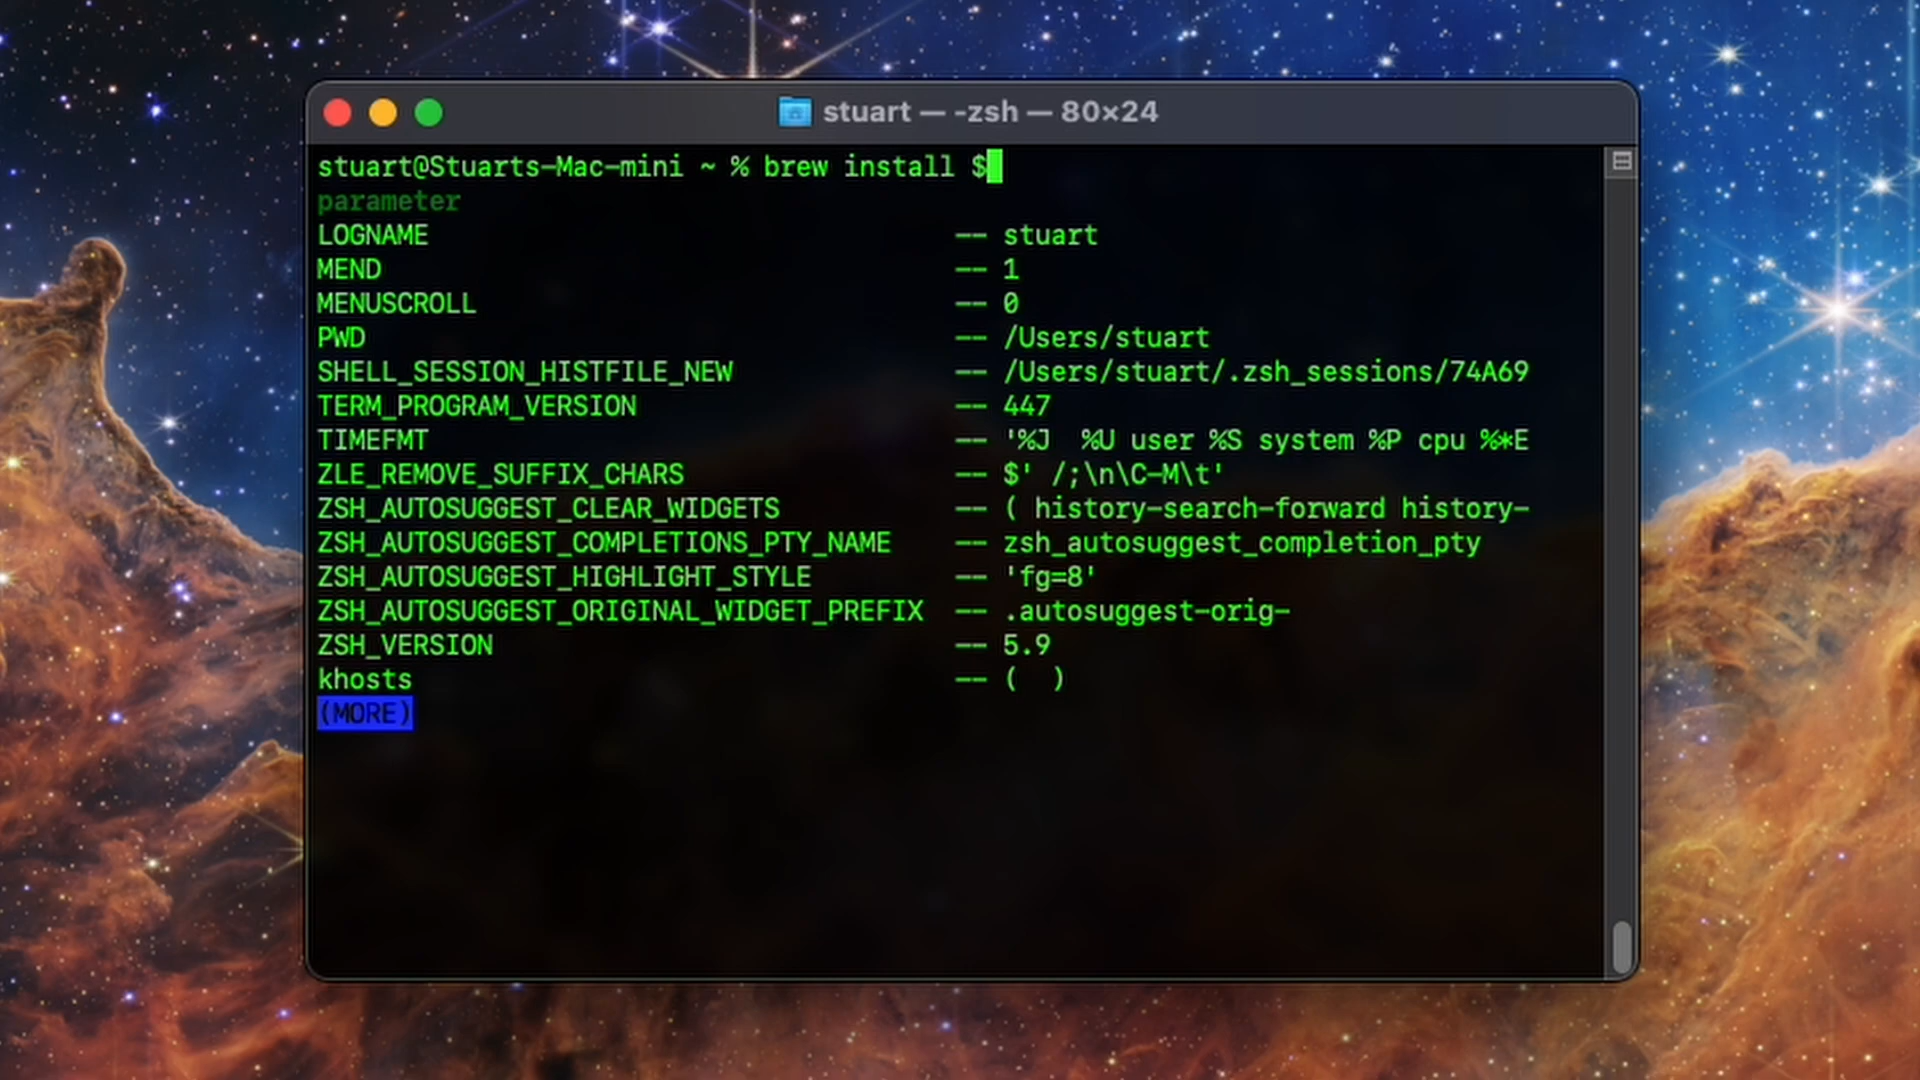 stuart — -zsh — 80×24
stuart@Stuarts-Mac-mini ~ % brew install $
parameter
LOGNAME -- stuart
MEND -- 1
MENUSCROLL -- 0
PWD -- /Users/stuart
SHELL_SESSION_HISTFILE_NEW -- /Users/stuart/.zsh_sessions/74A69
TERM_PROGRAM_VERSION -- 447
TIMEFMT -- '%J  %U user %S system %P cpu %*E
ZLE_REMOVE_SUFFIX_CHARS -- $' /;\n\C-M\t'
ZSH_AUTOSUGGEST_CLEAR_WIDGETS -- ( history-search-forward history-
ZSH_AUTOSUGGEST_COMPLETIONS_PTY_NAME -- zsh_autosuggest_completion_pty
ZSH_AUTOSUGGEST_HIGHLIGHT_STYLE -- 'fg=8'
ZSH_AUTOSUGGEST_ORIGINAL_WIDGET_PREFIX -- .autosuggest-orig-
ZSH_VERSION -- 5.9
khosts -- (  )
(MORE)